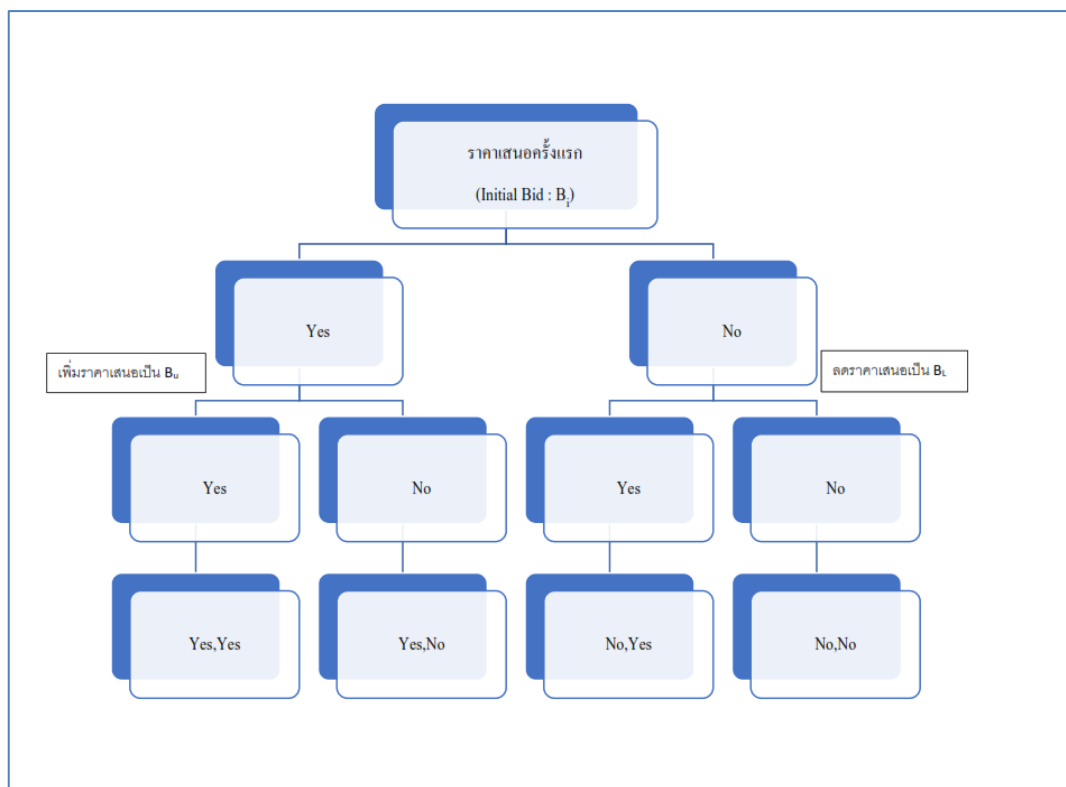 ราคาเสนอครั้งแรก
(Initial Bid : Bᵢ)
Yes
No
เพิ่มราคาเสนอเป็น Bᵤ
ลดราคาเสนอเป็น B_L
Yes
No
Yes
No
Yes,Yes
Yes,No
No,Yes
No,No